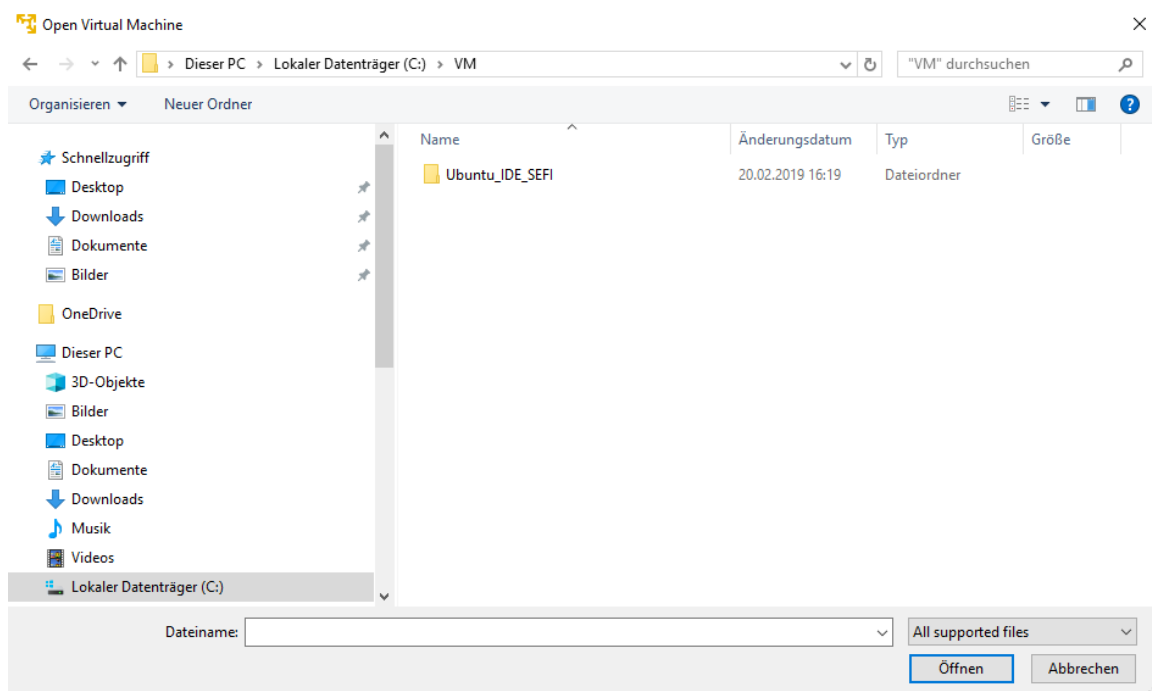 Open Virtual Machine
Dieser PC > Lokaler Datenträger (C:) > VM
"VM" durchsuchen
Organisieren
Neuer Ordner
Name
Änderungsdatum
Typ
Größe
Ubuntu_IDE_SEFI
20.02.2019 16:19
Dateiordner
Schnellzugriff
Desktop
Downloads
Dokumente
Bilder
OneDrive
Dieser PC
3D-Objekte
Bilder
Desktop
Dokumente
Downloads
Musik
Videos
Lokaler Datenträger (C:)
Dateiname:
All supported files
Öffnen
Abbrechen